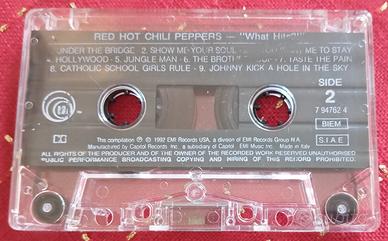 RED HOT CHILI PEPPERS — "What Hits!?"
UNDER THE BRIDGE · 2. SHOW ME YOUR SOUL ME TO STAY
4. HOLLYWOOD · 5. JUNGLE MAN · 6. THE BROTH TASTE THE PAIN
8. CATHOLIC SCHOOL GIRLS RULE · 9. JOHNNY KICK A HOLE IN THE SKY
SIDE
2
7 94762 4
BIEM
S.I.A.E.
EMI
This compilation ℗ © 1992 EMI Records USA, a division of EMI Records Group N.A.
Manufactured by Capitol Records Inc. a subsidiary of Capitol EMI Music Inc. Made in Italy
ALL RIGHTS OF THE PRODUCER AND OF THE OWNER OF THE RECORDED WORK RESERVED. UNAUTHORISED
PUBLIC PERFORMANCE BROADCASTING COPYING AND HIRING OF THIS RECORD PROHIBITED.